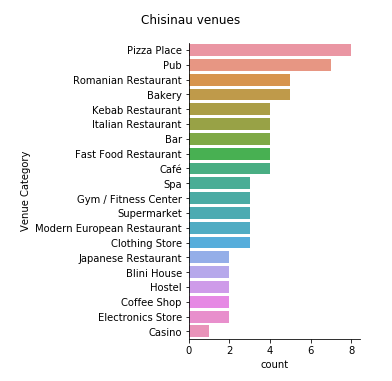 Chisinau venues
Venue Category
Pizza Place
Pub
Romanian Restaurant
Bakery
Kebab Restaurant
Italian Restaurant
Bar
Fast Food Restaurant
Café
Spa
Gym / Fitness Center
Supermarket
Modern European Restaurant
Clothing Store
Japanese Restaurant
Blini House
Hostel
Coffee Shop
Electronics Store
Casino
0 2 4 6 8
count